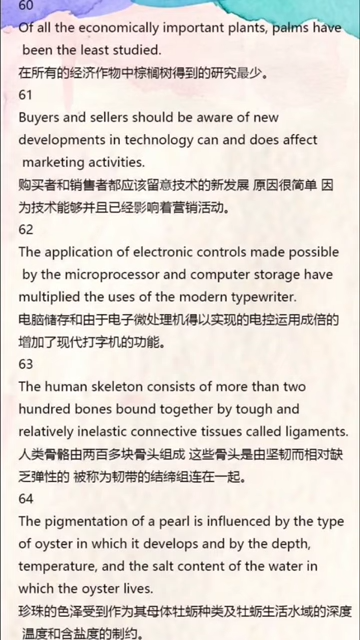 60
Of all the economically important plants, palms have
been the least studied.
在所有的经济作物中棕榈树得到的研究最少。
61
Buyers and sellers should be aware of new
developments in technology can and does affect
marketing activities.
购买者和销售者都应该留意技术的新发展 原因很简单 因
为技术能够并且已经影响着营销活动。
62
The application of electronic controls made possible
by the microprocessor and computer storage have
multiplied the uses of the modern typewriter.
电脑储存和由于电子微处理机得以实现的电控运用成倍的
增加了现代打字机的功能。
63
The human skeleton consists of more than two
hundred bones bound together by tough and
relatively inelastic connective tissues called ligaments.
人类骨骼由两百多块骨头组成 这些骨头是由坚韧而相对缺
乏弹性的 被称为韧带的结缔组连在一起。
64
The pigmentation of a pearl is influenced by the type
of oyster in which it develops and by the depth,
temperature, and the salt content of the water in
which the oyster lives.
珍珠的色泽受到作为其母体牡蛎种类及牡蛎生活水域的深度
温度和含盐度的制约。